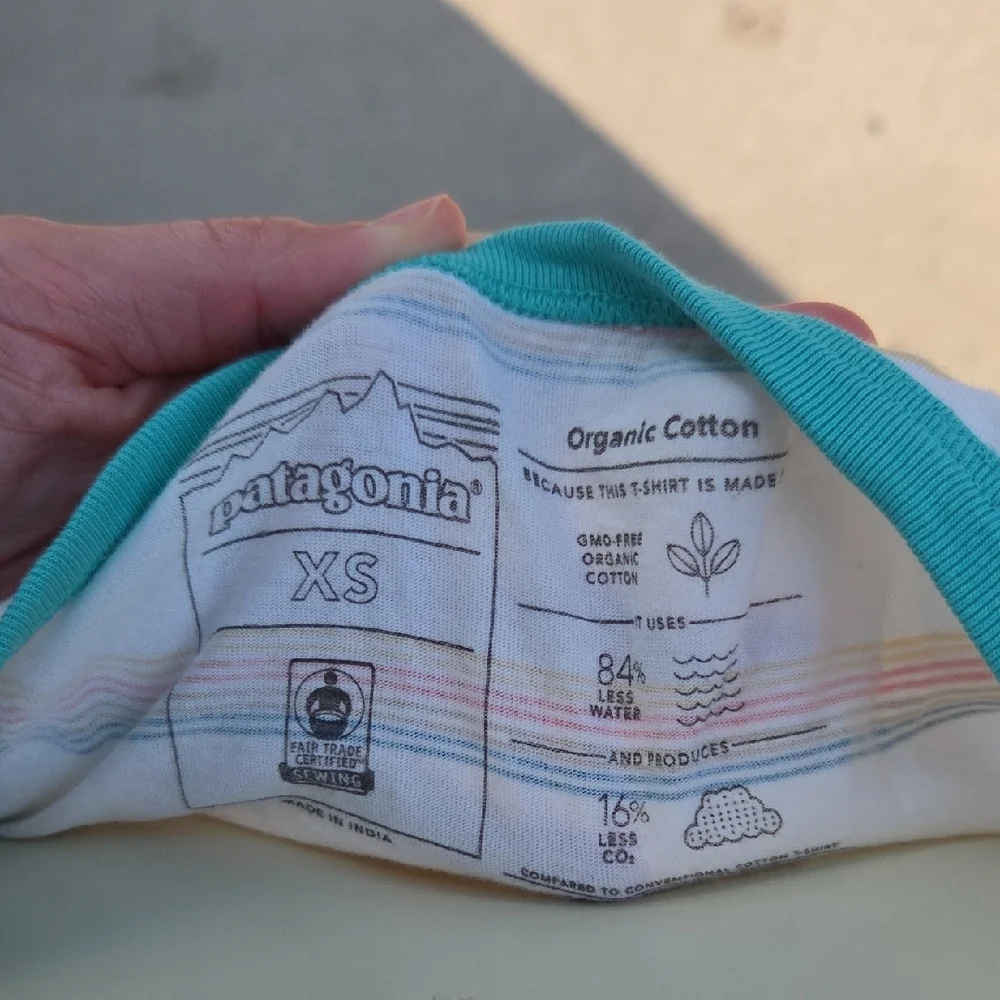 patagonia®
XS
FAIR TRADE
CERTIFIED™
SEWING
MADE IN INDIA
Organic Cotton
BECAUSE THIS T-SHIRT IS MADE
GMO-FREE
ORGANIC
COTTON
IT USES
84%
LESS
WATER
AND PRODUCES
16%
LESS
CO₂
COMPARED TO CONVENTIONAL COTTON T-SHIRT